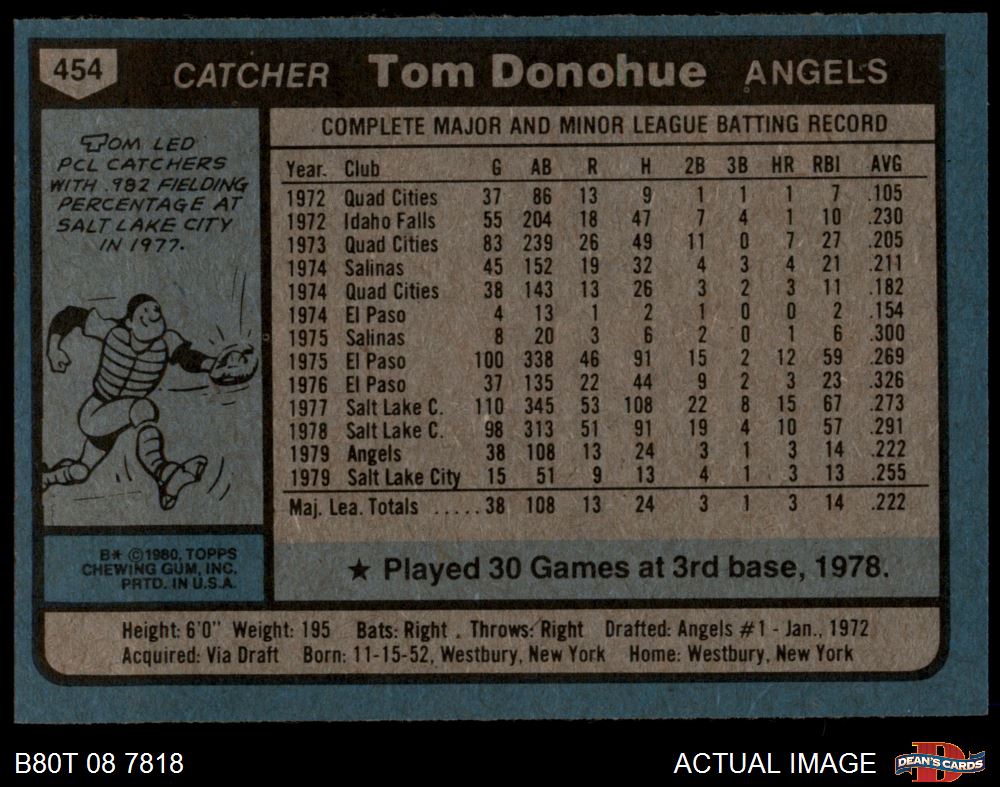 454 CATCHER Tom Donohue ANGELS
TOM LED
PCL CATCHERS
WITH .982 FIELDING
PERCENTAGE AT
SALT LAKE CITY
IN 1977.
B* ©1980, TOPPS
CHEWING GUM, INC.
PRTD. IN U.S.A.
COMPLETE MAJOR AND MINOR LEAGUE BATTING RECORD
Year. Club G AB R H 2B 3B HR RBI AVG
1972 Quad Cities 37 86 13 9 1 1 1 7 .105
1972 Idaho Falls 55 204 18 47 7 4 1 10 .230
1973 Quad Cities 83 239 26 49 11 0 7 27 .205
1974 Salinas 45 152 19 32 4 3 4 21 .211
1974 Quad Cities 38 143 13 26 3 2 3 11 .182
1974 El Paso 4 13 1 2 1 0 0 2 .154
1975 Salinas 8 20 3 6 2 0 1 6 .300
1975 El Paso 100 338 46 91 15 2 12 59 .269
1976 El Paso 37 135 22 44 9 2 3 23 .326
1977 Salt Lake C. 110 345 53 108 22 8 15 67 .273
1978 Salt Lake C. 98 313 51 91 19 4 10 57 .291
1979 Angels 38 108 13 24 3 1 3 14 .222
1979 Salt Lake City 15 51 9 13 4 1 3 13 .255
Maj. Lea. Totals .....38 108 13 24 3 1 3 14 .222
★ Played 30 Games at 3rd base, 1978.
Height: 6'0" Weight: 195 Bats: Right . Throws: Right Drafted: Angels #1 - Jan., 1972
Acquired: Via Draft Born: 11-15-52, Westbury, New York Home: Westbury, New York
B80T 08 7818 ACTUAL IMAGE D DEAN'S CARDS